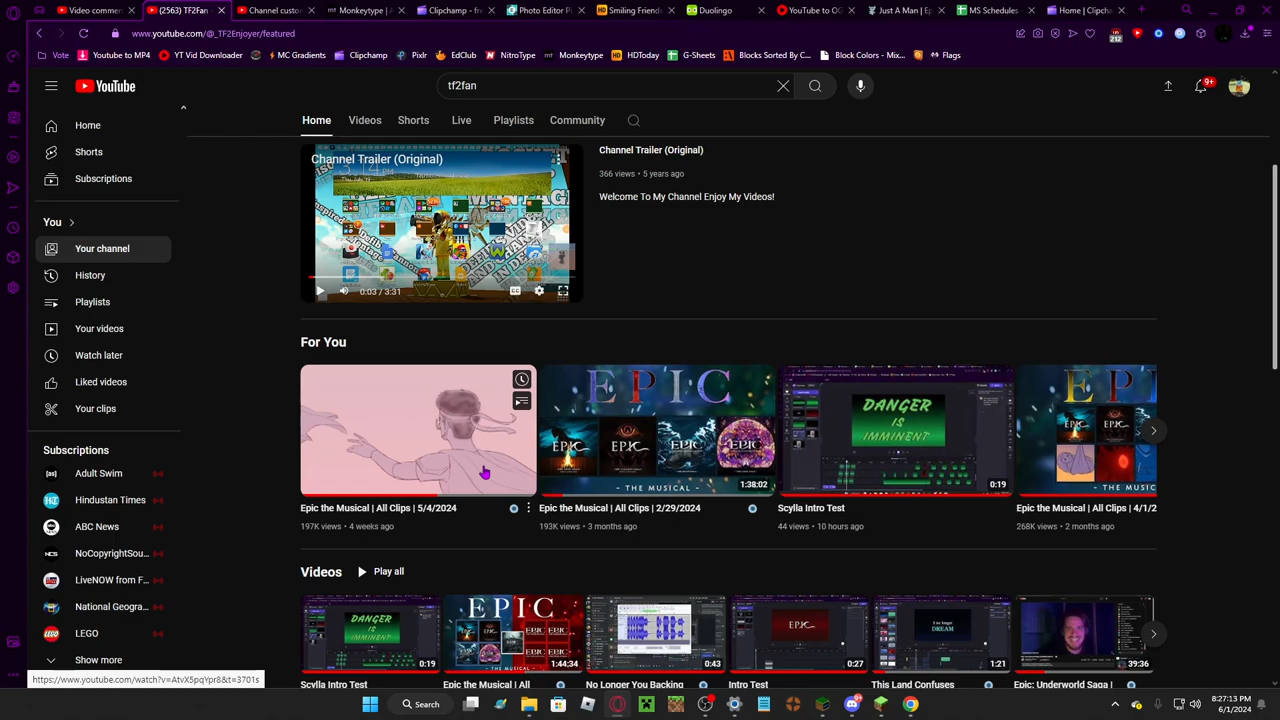 Video commen
(2563) TF2Fan
Channel custom
Monkeytype | A
Clipchamp - fre
Photo Editor P
Smiling Friends
Duolingo
YouTube to OG
Just A Man | Ep
MS Schedules
Home | Clipcha
www.youtube.com/@_TF2Enjoyer/featured
212
Vote
Youtube to MP4
YT Vid Downloader
MC Gradients
Clipchamp
Pixlr
EdClub
NitroType
Monkeytype
HDToday
G-Sheets
Blocks Sorted By C...
Block Colors - Mix...
Flags
YouTube
tf2fan
9+
Home
Videos
Shorts
Live
Playlists
Community
Home
Shorts
Subscriptions
You
Your channel
History
Playlists
Your videos
Watch later
Liked videos
Your clips
Subscriptions
Adult Swim
Hindustan Times
ABC News
NoCopyrightSou...
LiveNOW from F...
National Geogra...
LEGO
Show more
Channel Trailer (Original)
0:03 / 3:31
Channel Trailer (Original)
366 views • 5 years ago
Welcome To My Channel Enjoy My Videos!
For You
EPIC
- THE MUSICAL -
1:38:02
DANGER
IS
IMMINENT
0:19
EPIC
Epic the Musical | All Clips | 5/4/2024
197K views • 4 weeks ago
Epic the Musical | All Clips | 2/29/2024
193K views • 3 months ago
Scylla Intro Test
44 views • 10 hours ago
Epic the Musical | All Clips | 4/1/2
268K views • 2 months ago
Videos
Play all
DANGER
IS
IMMINENT
0:19
EPIC
1:44:34
0:43
EPIC
0:27
DREAM
1:21
39:36
Scylla Intro Test
Epic the Musical | All
No Longer You Backing
Intro Test
This Land Confuses
Epic: Underworld Saga |
https://www.youtube.com/watch?v=AtvX5pqYpr8&t=3701s
Search
8:27:13 PM
6/1/2024